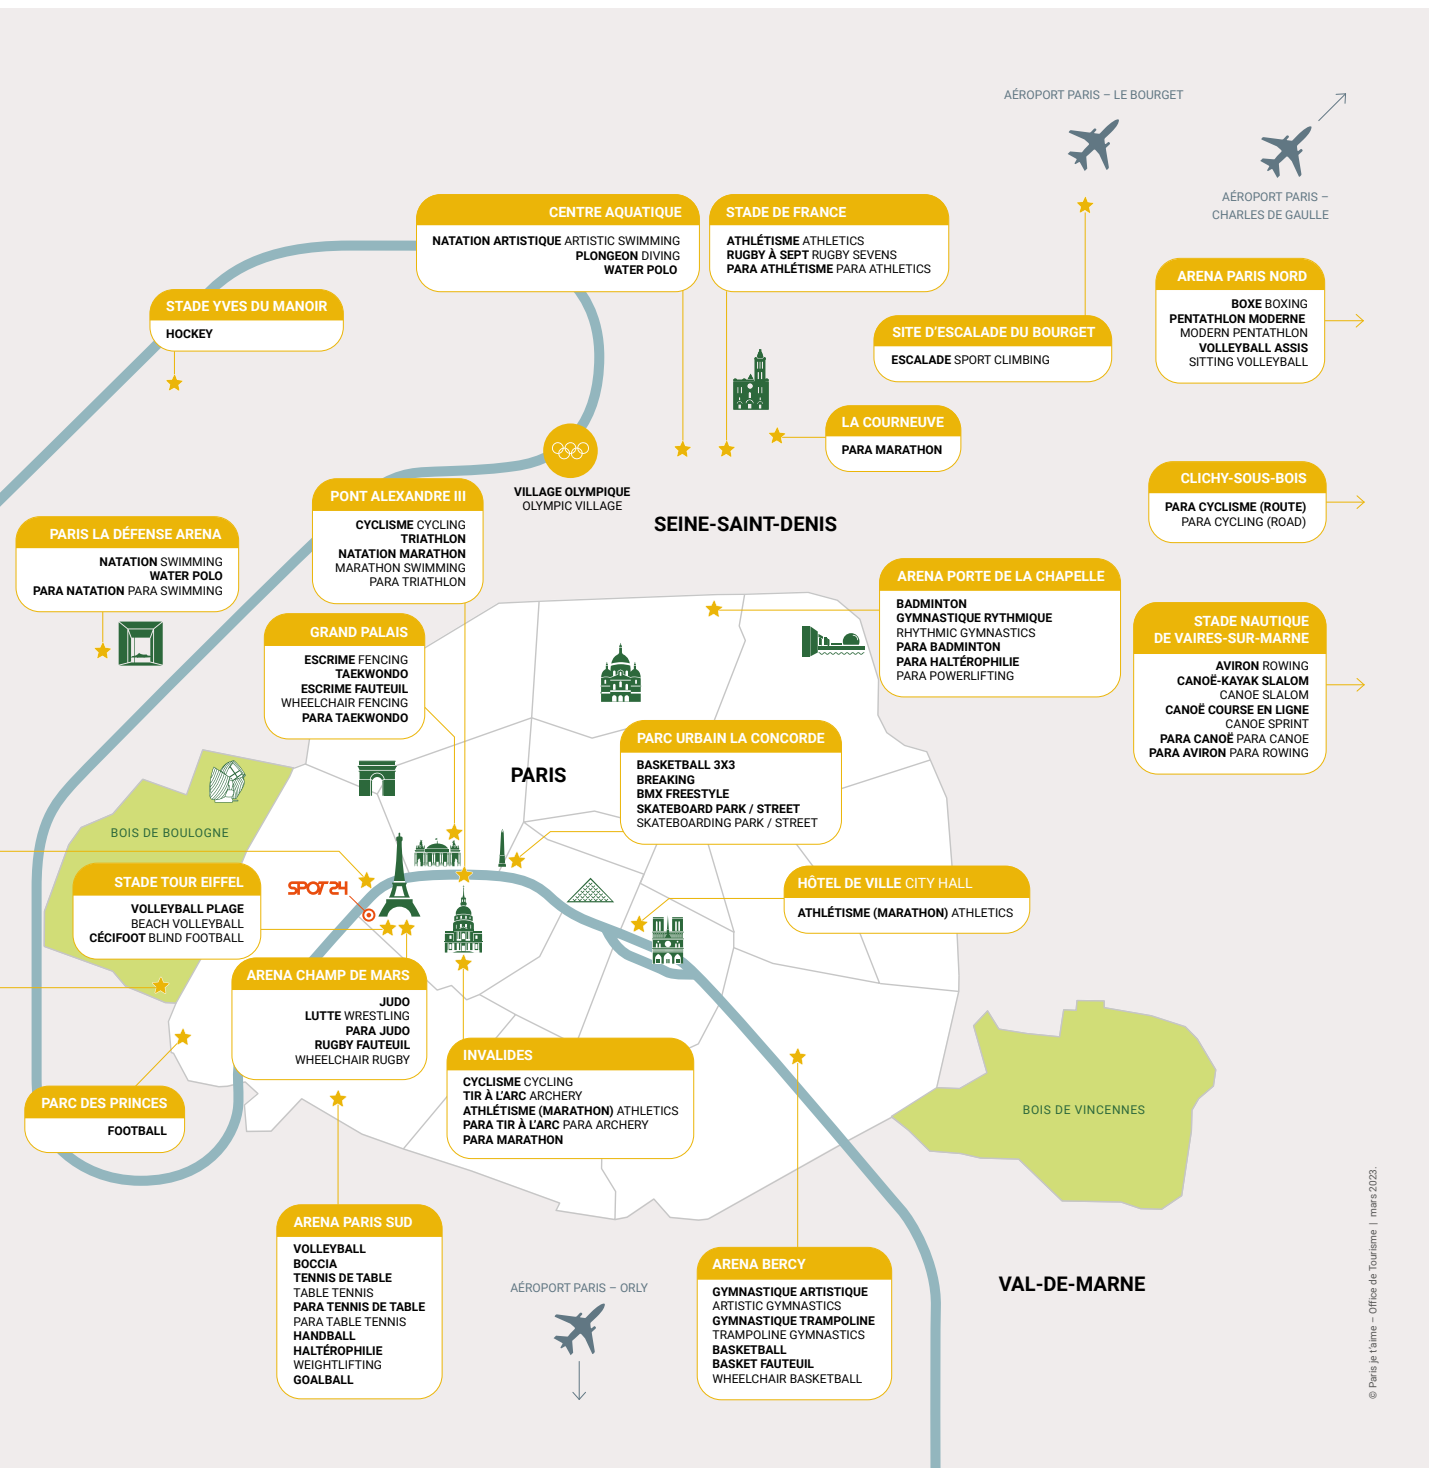 AÉROPORT PARIS – LE BOURGET
AÉROPORT PARIS –
CHARLES DE GAULLE
CENTRE AQUATIQUE
NATATION ARTISTIQUE ARTISTIC SWIMMING
PLONGEON DIVING
WATER POLO
STADE DE FRANCE
ATHLÉTISME ATHLETICS
RUGBY À SEPT RUGBY SEVENS
PARA ATHLÉTISME PARA ATHLETICS
ARENA PARIS NORD
BOXE BOXING
PENTATHLON MODERNE
MODERN PENTATHLON
VOLLEYBALL ASSIS
SITTING VOLLEYBALL
STADE YVES DU MANOIR
HOCKEY
SITE D'ESCALADE DU BOURGET
ESCALADE SPORT CLIMBING
LA COURNEUVE
PARA MARATHON
CLICHY-SOUS-BOIS
PARA CYCLISME (ROUTE)
PARA CYCLING (ROAD)
VILLAGE OLYMPIQUE
OLYMPIC VILLAGE
SEINE-SAINT-DENIS
PONT ALEXANDRE III
CYCLISME CYCLING
TRIATHLON
NATATION MARATHON
MARATHON SWIMMING
PARA TRIATHLON
PARIS LA DÉFENSE ARENA
NATATION SWIMMING
WATER POLO
PARA NATATION PARA SWIMMING
ARENA PORTE DE LA CHAPELLE
BADMINTON
GYMNASTIQUE RYTHMIQUE
RHYTHMIC GYMNASTICS
PARA BADMINTON
PARA HALTÉROPHILIE
PARA POWERLIFTING
STADE NAUTIQUE
DE VAIRES-SUR-MARNE
AVIRON ROWING
CANOË-KAYAK SLALOM
CANOE SLALOM
CANOË COURSE EN LIGNE
CANOE SPRINT
PARA CANOË PARA CANOE
PARA AVIRON PARA ROWING
GRAND PALAIS
ESCRIME FENCING
TAEKWONDO
ESCRIME FAUTEUIL
WHEELCHAIR FENCING
PARA TAEKWONDO
PARC URBAIN LA CONCORDE
BASKETBALL 3X3
BREAKING
BMX FREESTYLE
SKATEBOARD PARK / STREET
SKATEBOARDING PARK / STREET
PARIS
BOIS DE BOULOGNE
STADE TOUR EIFFEL
VOLLEYBALL PLAGE
BEACH VOLLEYBALL
CÉCIFOOT BLIND FOOTBALL
SPOT24
HÔTEL DE VILLE CITY HALL
ATHLÉTISME (MARATHON) ATHLETICS
ARENA CHAMP DE MARS
JUDO
LUTTE WRESTLING
PARA JUDO
RUGBY FAUTEUIL
WHEELCHAIR RUGBY
INVALIDES
CYCLISME CYCLING
TIR À L'ARC ARCHERY
ATHLÉTISME (MARATHON) ATHLETICS
PARA TIR À L'ARC PARA ARCHERY
PARA MARATHON
PARC DES PRINCES
FOOTBALL
BOIS DE VINCENNES
ARENA PARIS SUD
VOLLEYBALL
BOCCIA
TENNIS DE TABLE
TABLE TENNIS
PARA TENNIS DE TABLE
PARA TABLE TENNIS
HANDBALL
HALTÉROPHILIE
WEIGHTLIFTING
GOALBALL
AÉROPORT PARIS – ORLY
ARENA BERCY
GYMNASTIQUE ARTISTIQUE
ARTISTIC GYMNASTICS
GYMNASTIQUE TRAMPOLINE
TRAMPOLINE GYMNASTICS
BASKETBALL
BASKET FAUTEUIL
WHEELCHAIR BASKETBALL
VAL-DE-MARNE
© Paris je t'aime – Office de Tourisme | mars 2023.